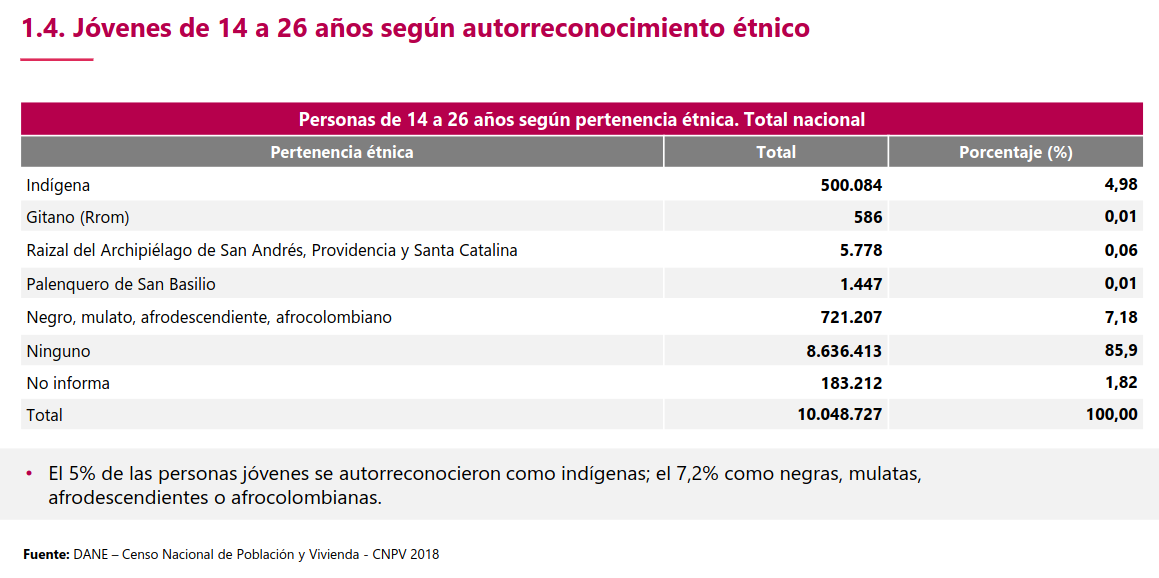 1.4. Jóvenes de 14 a 26 años según autorreconocimiento étnico
Personas de 14 a 26 años según pertenencia étnica. Total nacional
Pertenencia étnica Total Porcentaje (%)
Indígena 500.084 4,98
Gitano (Rrom) 586 0,01
Raizal del Archipiélago de San Andrés, Providencia y Santa Catalina 5.778 0,06
Palenquero de San Basilio 1.447 0,01
Negro, mulato, afrodescendiente, afrocolombiano 721.207 7,18
Ninguno 8.636.413 85,9
No informa 183.212 1,82
Total 10.048.727 100,00
• El 5% de las personas jóvenes se autorreconocieron como indígenas; el 7,2% como negras, mulatas,
afrodescendientes o afrocolombianas.
Fuente: DANE – Censo Nacional de Población y Vivienda - CNPV 2018